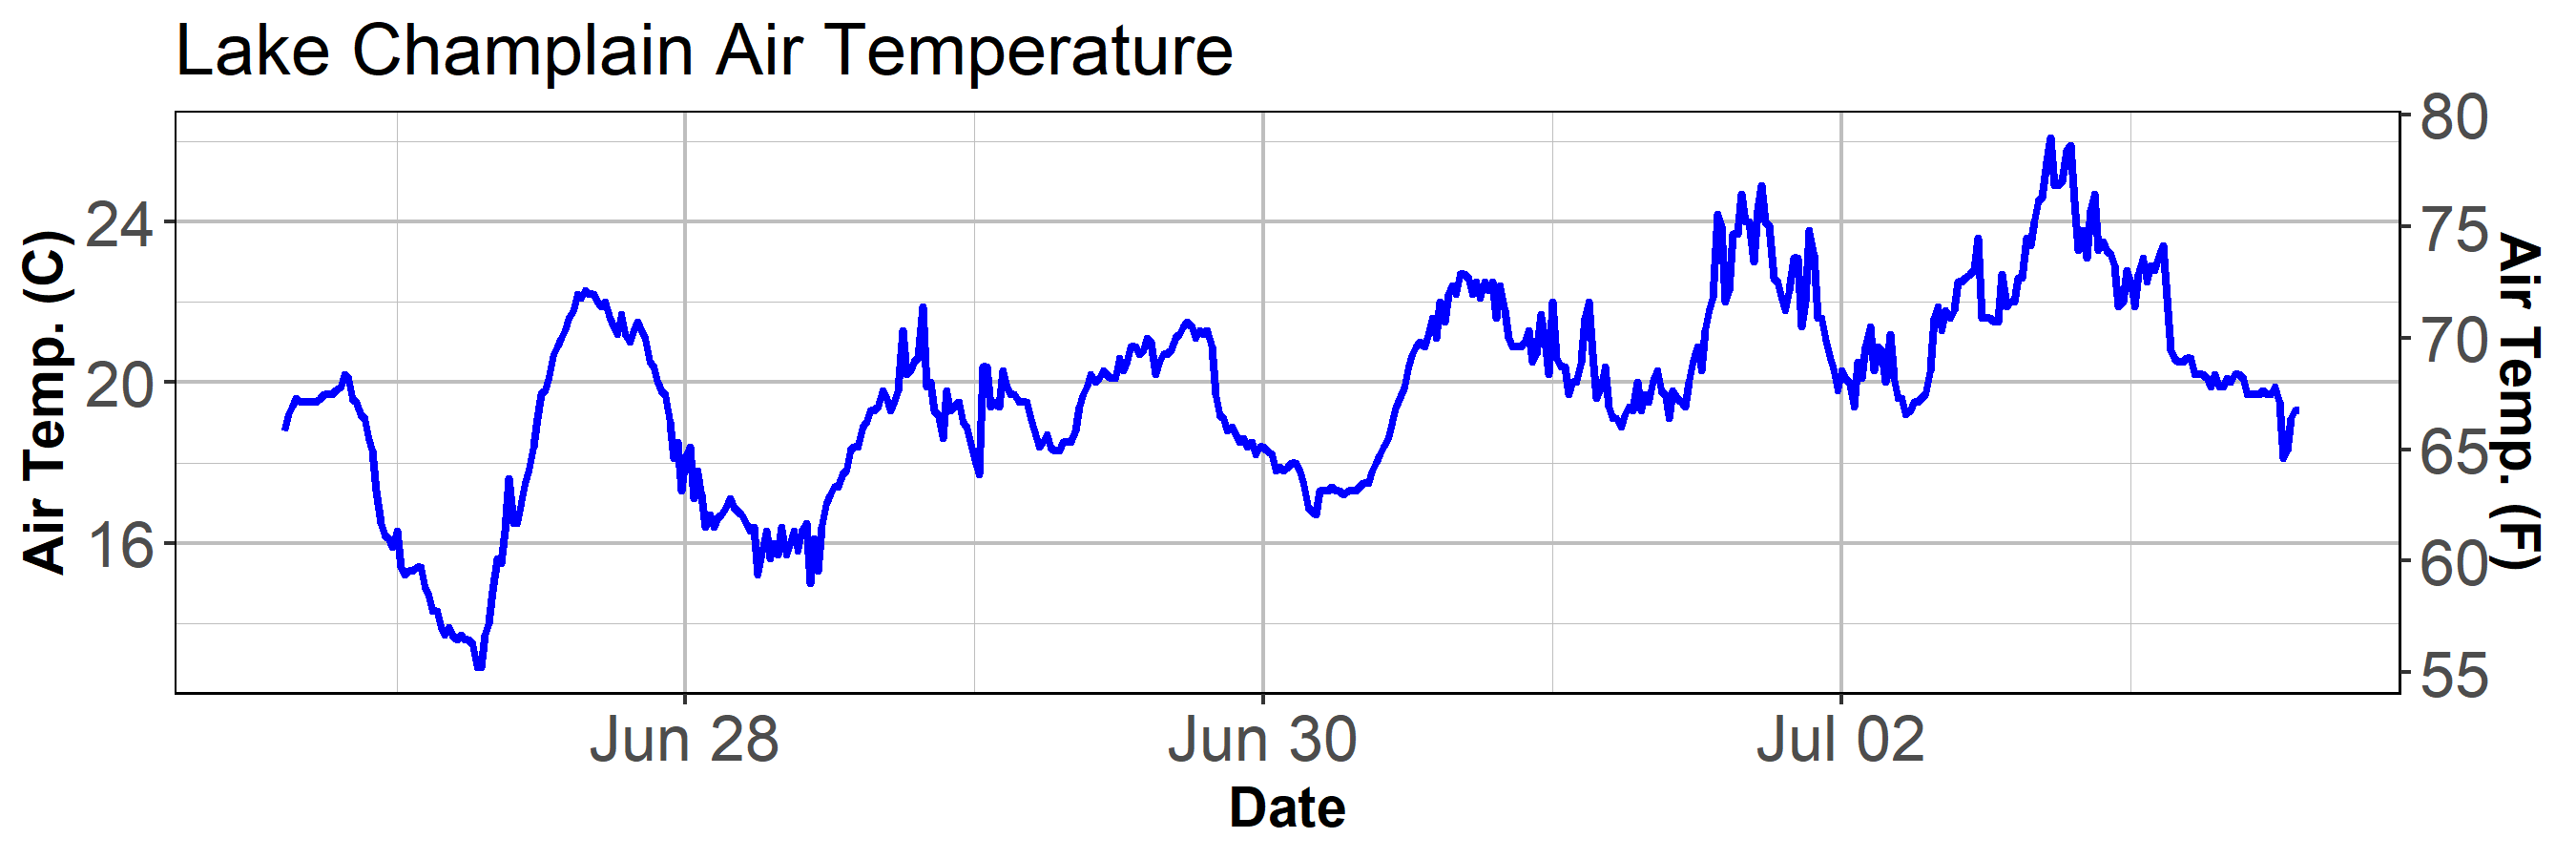 Lake Champlain Air Temperature
Air Temp. (C)
24
20
16
80
75
70
65
60
55
Air Temp. (F)
Jun 28
Jun 30
Jul 02
Date